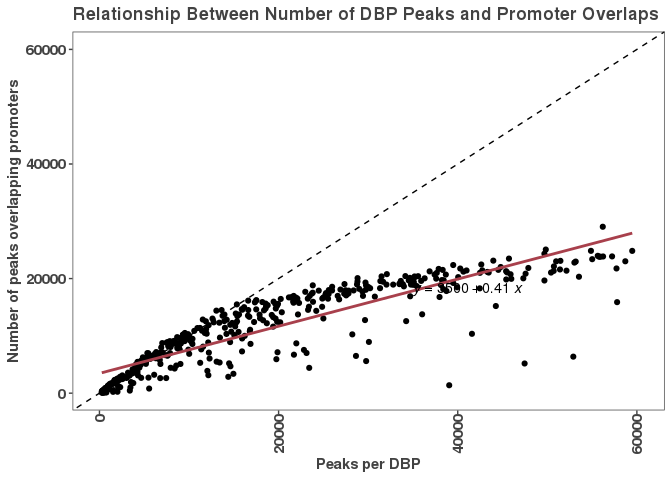 Relationship Between Number of DBP Peaks and Promoter Overlaps
Number of peaks overlapping promoters
60000
40000
20000
0
y = 3500 + 0.41 x
0
20000
40000
60000
Peaks per DBP